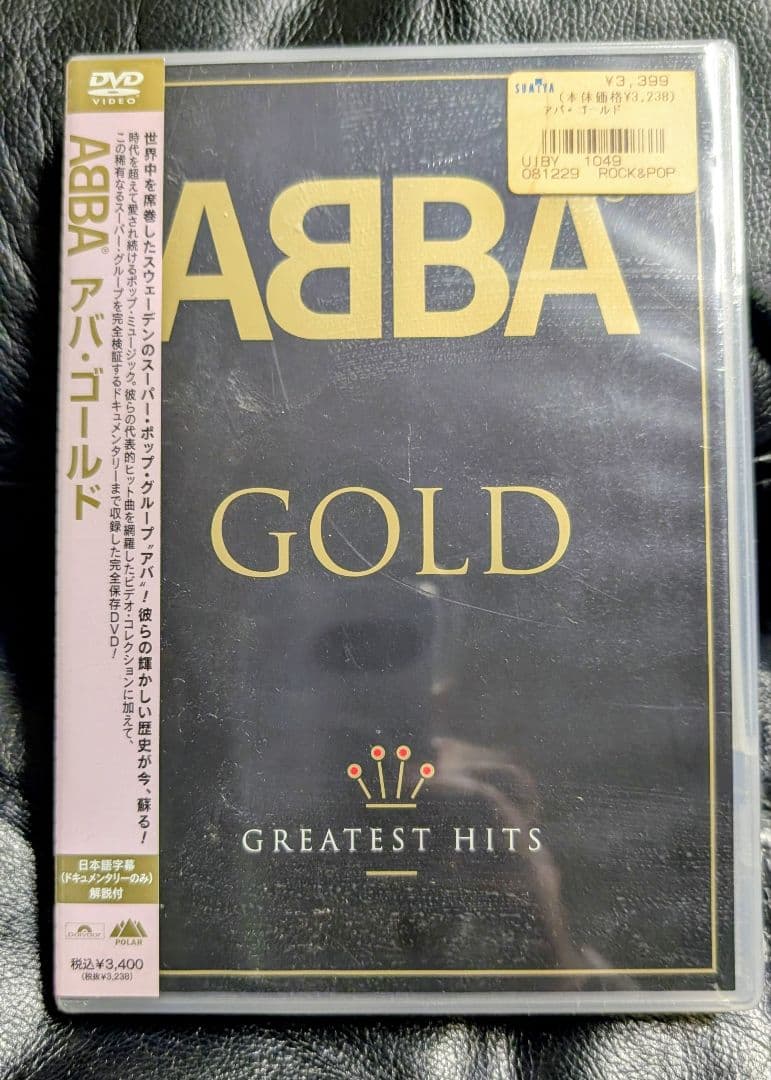 DVD
VIDEO
ABBA®
アバ・ゴールド
世界中を席巻したスウェーデンのスーパー・ポップ・グループ“アバ”！彼らの輝かしい歴史が今、蘇る！
時代を超えて愛され続けるポップ・ミュージック。彼らの代表的ヒット曲を網羅したビデオ・コレクションに加えて、
この稀有なるスーパー・グループを完全検証するドキュメンタリーまで収録した完全保存DVD！
日本語字幕
(ドキュメンタリーのみ)
解説付
Polydor
POLAR
税込¥3,400
(税抜¥3,238)
SUMIYA
¥3,399
(本体価格¥3,238)
アバ・ゴールド
UIBY 1049
081229 ROCK&POP
ABBA®
GOLD
GREATEST HITS